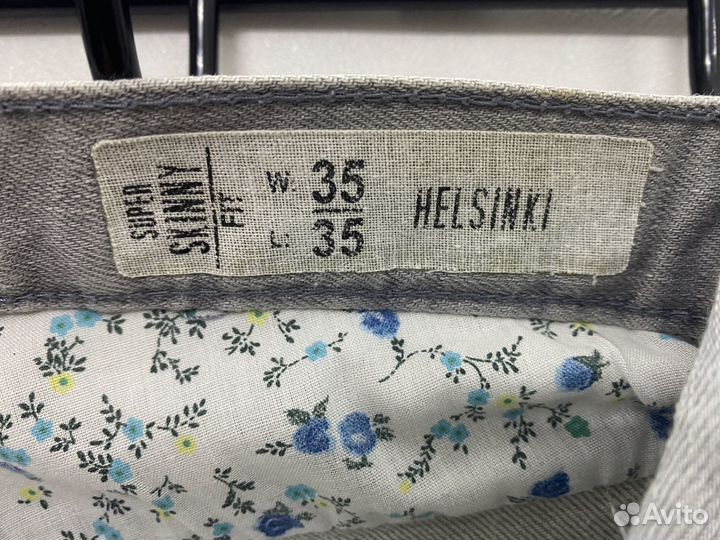 SUPER
SKINNY
FIT
W: 35
L: 35
HELSINKI
Avito